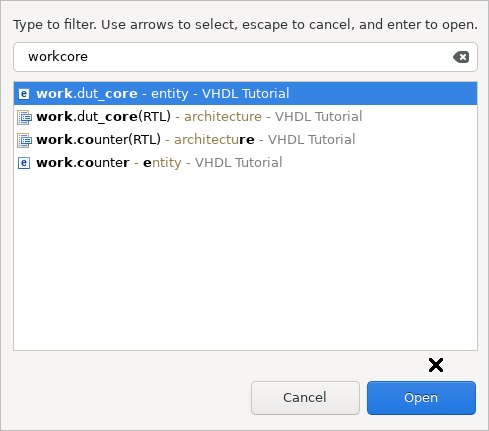 Type to filter. Use arrows to select, escape to cancel, and enter to open.
workcore
e work.dut_core - entity - VHDL Tutorial
work.dut_core(RTL) - architecture - VHDL Tutorial
work.counter(RTL) - architecture - VHDL Tutorial
e work.counter - entity - VHDL Tutorial
Cancel Open